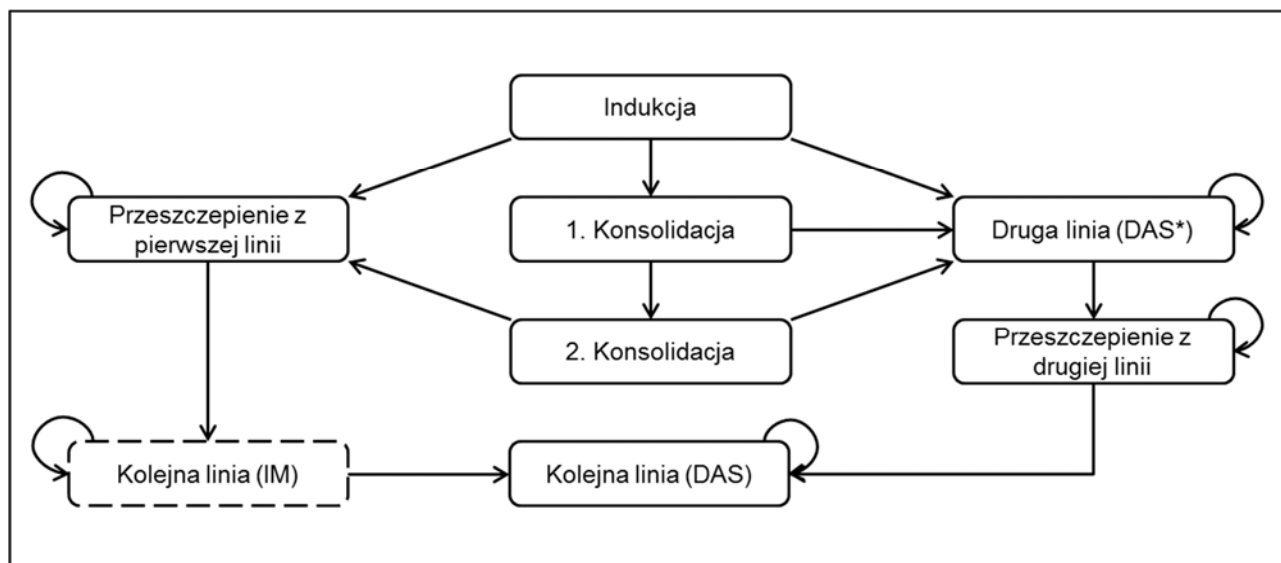 Indukcja
Przeszczepienie z
pierwszej linii
1. Konsolidacja
Druga linia (DAS*)
2. Konsolidacja
Przeszczepienie z
drugiej linii
Kolejna linia (IM)
Kolejna linia (DAS)